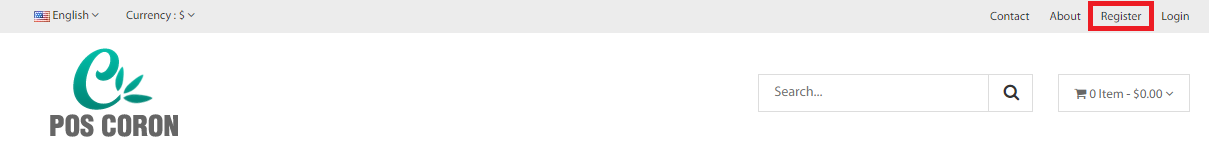 English Currency : $ Contact About Register Login
Search... 0 Item - $0.00
POS CORON